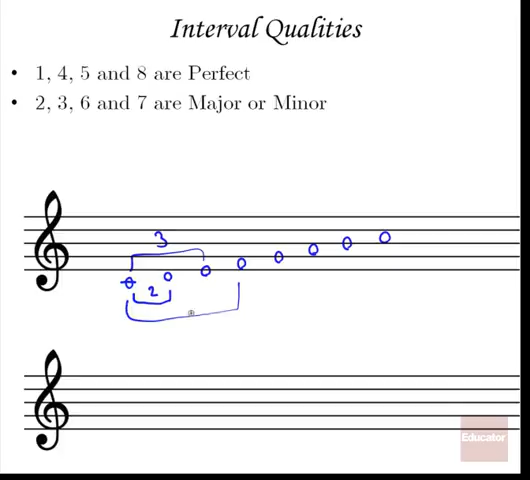 Interval Qualities
• 1, 4, 5 and 8 are Perfect
• 2, 3, 6 and 7 are Major or Minor
3
2
Educator